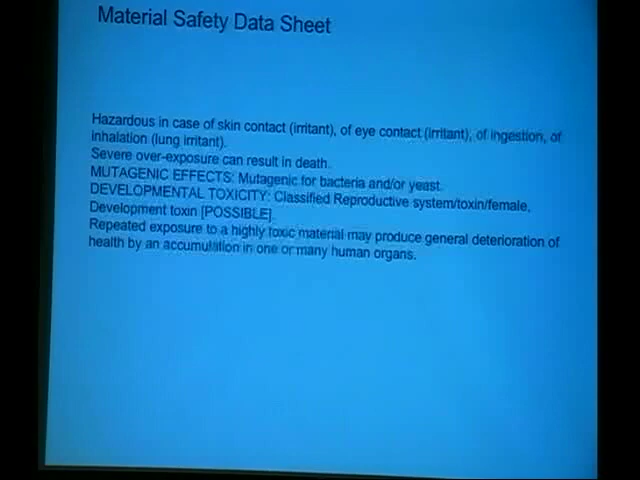 Material Safety Data Sheet
Hazardous in case of skin contact (irritant), of eye contact (irritant), of ingestion, of
inhalation (lung irritant).
Severe over-exposure can result in death.
MUTAGENIC EFFECTS: Mutagenic for bacteria and/or yeast.
DEVELOPMENTAL TOXICITY: Classified Reproductive system/toxin/female,
Development toxin [POSSIBLE].
Repeated exposure to a highly toxic material may produce general deterioration of
health by an accumulation in one or many human organs.